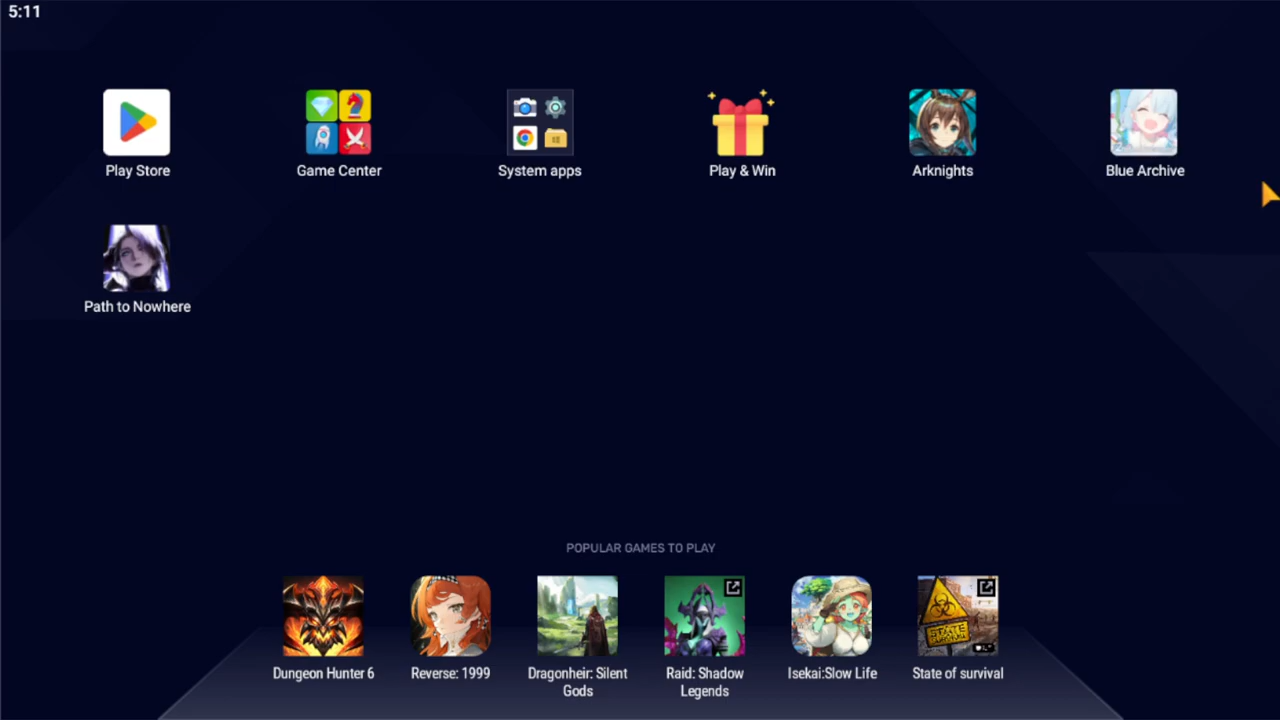 5:11
Play Store
Game Center
System apps
Play & Win
Arknights
Blue Archive
Path to Nowhere
POPULAR GAMES TO PLAY
Dungeon Hunter 6
Reverse: 1999
Dragonheir: Silent
Gods
Raid: Shadow
Legends
Isekai:Slow Life
State of survival